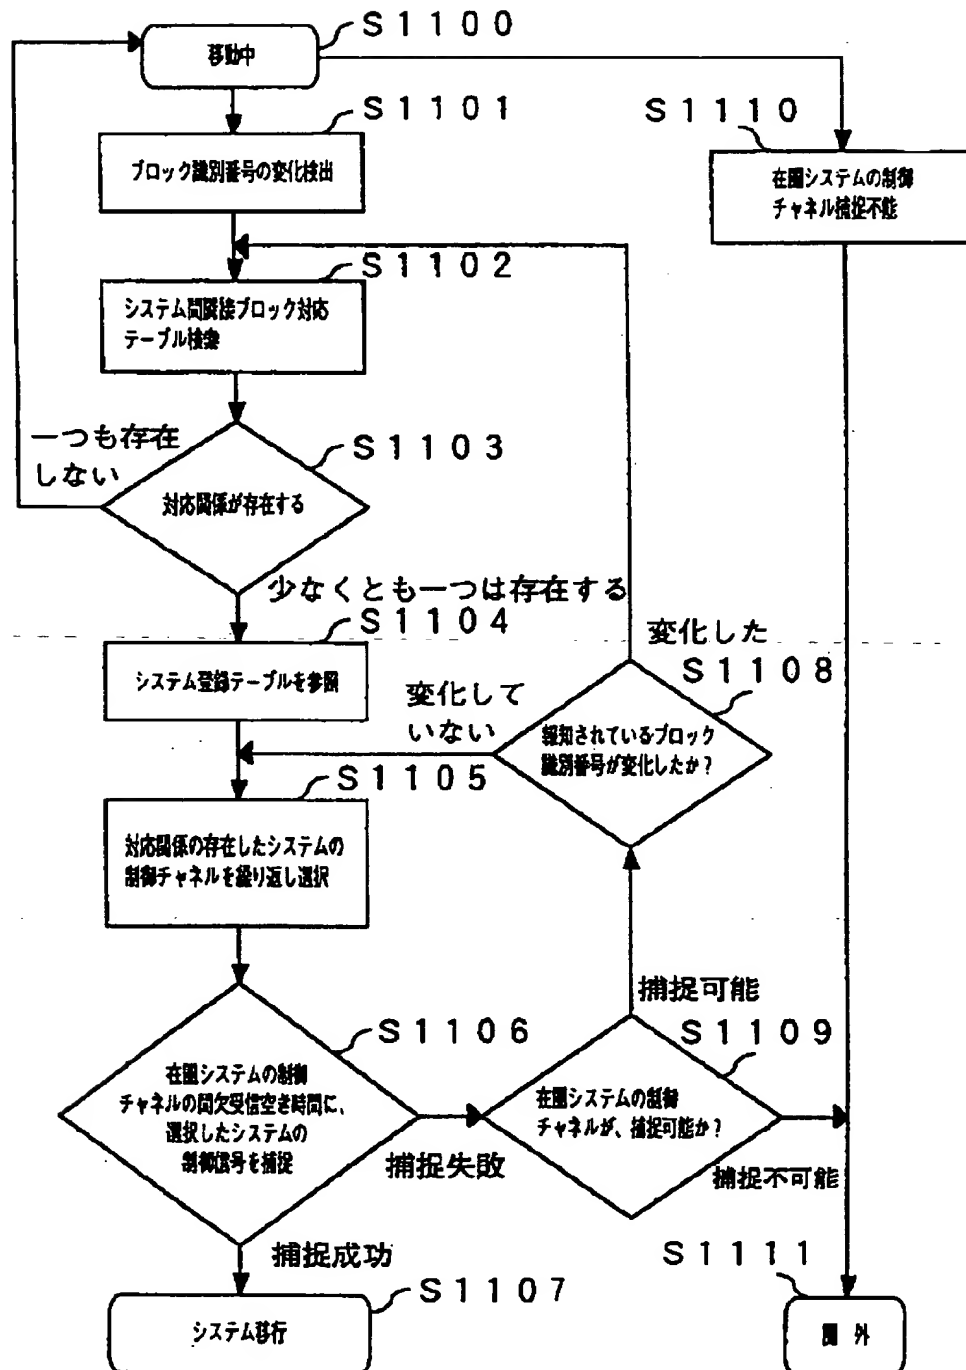 S1100
移動中
S1101
ブロック識別番号の変化検出
S1110
在圏システムの制御
チャネル捕捉不能
S1102
システム間隣接ブロック対応
テーブル検索
一つも存在
しない
S1103
対応関係が存在する
少なくとも一つは存在する
S1104
システム登録テーブルを参照
変化した
S1108
変化して
いない
報知されているブロック
識別番号が変化したか？
S1105
対応関係の存在したシステムの
制御チャネルを繰り返し選択
捕捉可能
S1106
S1109
在圏システムの制御
チャネルの間欠受信空き時間に、
選択したシステムの
制御信号を捕捉
在圏システムの制御
チャネルが、捕捉可能か？
捕捉失敗
捕捉不可能
捕捉成功
S1107
システム移行
S1111
圏 外